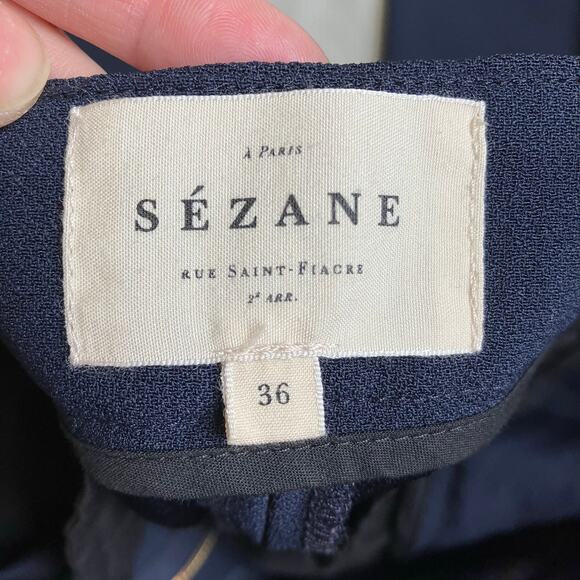 À PARIS
SÉZANE
RUE SAINT-FIACRE
2ᵉ ARR.
36